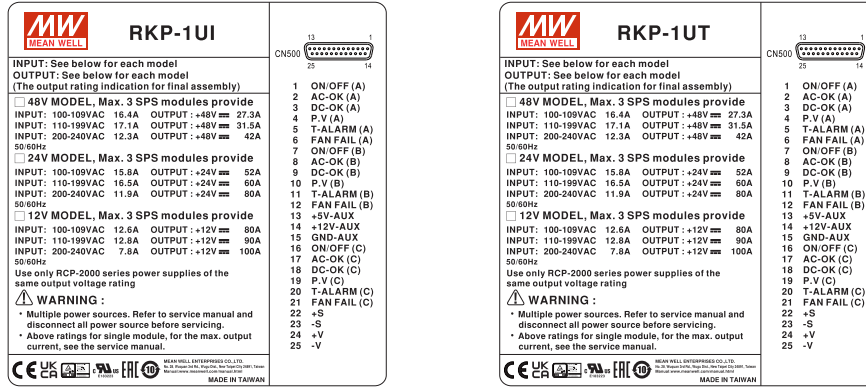 MW
MEAN WELL
RKP-1UI
INPUT: See below for each model
OUTPUT: See below for each model
(The output rating indication for final assembly)
48V MODEL, Max. 3 SPS modules provide
INPUT: 100-109VAC 16.4A OUTPUT : +48V 27.3A
INPUT: 110-199VAC 17.1A OUTPUT : +48V 31.5A
INPUT: 200-240VAC 12.3A OUTPUT : +48V 42A
50/60Hz
24V MODEL, Max. 3 SPS modules provide
INPUT: 100-109VAC 15.8A OUTPUT : +24V 52A
INPUT: 110-199VAC 16.5A OUTPUT : +24V 60A
INPUT: 200-240VAC 11.9A OUTPUT : +24V 80A
50/60Hz
12V MODEL, Max. 3 SPS modules provide
INPUT: 100-109VAC 12.6A OUTPUT : +12V 80A
INPUT: 110-199VAC 12.8A OUTPUT : +12V 90A
INPUT: 200-240VAC 7.8A OUTPUT : +12V 100A
50/60Hz
Use only RCP-2000 series power supplies of the
same output voltage rating
WARNING :
• Multiple power sources. Refer to service manual and
disconnect all power source before servicing.
• Above ratings for single module, for the max. output
current, see the service manual.
CE UK CA c RU us EAC
MEAN WELL ENTERPRISES CO.,LTD.
MADE IN TAIWAN
13 1
CN500
25 14
1 ON/OFF (A)
2 AC-OK (A)
3 DC-OK (A)
4 P.V (A)
5 T-ALARM (A)
6 FAN FAIL (A)
7 ON/OFF (B)
8 AC-OK (B)
9 DC-OK (B)
10 P.V (B)
11 T-ALARM (B)
12 FAN FAIL (B)
13 +5V-AUX
14 +12V-AUX
15 GND-AUX
16 ON/OFF (C)
17 AC-OK (C)
18 DC-OK (C)
19 P.V (C)
20 T-ALARM (C)
21 FAN FAIL (C)
22 +S
23 -S
24 +V
25 -V
MW
MEAN WELL
RKP-1UT
INPUT: See below for each model
OUTPUT: See below for each model
(The output rating indication for final assembly)
48V MODEL, Max. 3 SPS modules provide
INPUT: 100-109VAC 16.4A OUTPUT : +48V 27.3A
INPUT: 110-199VAC 17.1A OUTPUT : +48V 31.5A
INPUT: 200-240VAC 12.3A OUTPUT : +48V 42A
50/60Hz
24V MODEL, Max. 3 SPS modules provide
INPUT: 100-109VAC 15.8A OUTPUT : +24V 52A
INPUT: 110-199VAC 16.5A OUTPUT : +24V 60A
INPUT: 200-240VAC 11.9A OUTPUT : +24V 80A
50/60Hz
12V MODEL, Max. 3 SPS modules provide
INPUT: 100-109VAC 12.6A OUTPUT : +12V 80A
INPUT: 110-199VAC 12.8A OUTPUT : +12V 90A
INPUT: 200-240VAC 7.8A OUTPUT : +12V 100A
50/60Hz
Use only RCP-2000 series power supplies of the
same output voltage rating
WARNING :
• Multiple power sources. Refer to service manual and
disconnect all power source before servicing.
• Above ratings for single module, for the max. output
current, see the service manual.
CE UK CA c RU us EAC
MEAN WELL ENTERPRISES CO.,LTD.
MADE IN TAIWAN
13 1
CN500
25 14
1 ON/OFF (A)
2 AC-OK (A)
3 DC-OK (A)
4 P.V (A)
5 T-ALARM (A)
6 FAN FAIL (A)
7 ON/OFF (B)
8 AC-OK (B)
9 DC-OK (B)
10 P.V (B)
11 T-ALARM (B)
12 FAN FAIL (B)
13 +5V-AUX
14 +12V-AUX
15 GND-AUX
16 ON/OFF (C)
17 AC-OK (C)
18 DC-OK (C)
19 P.V (C)
20 T-ALARM (C)
21 FAN FAIL (C)
22 +S
23 -S
24 +V
25 -V